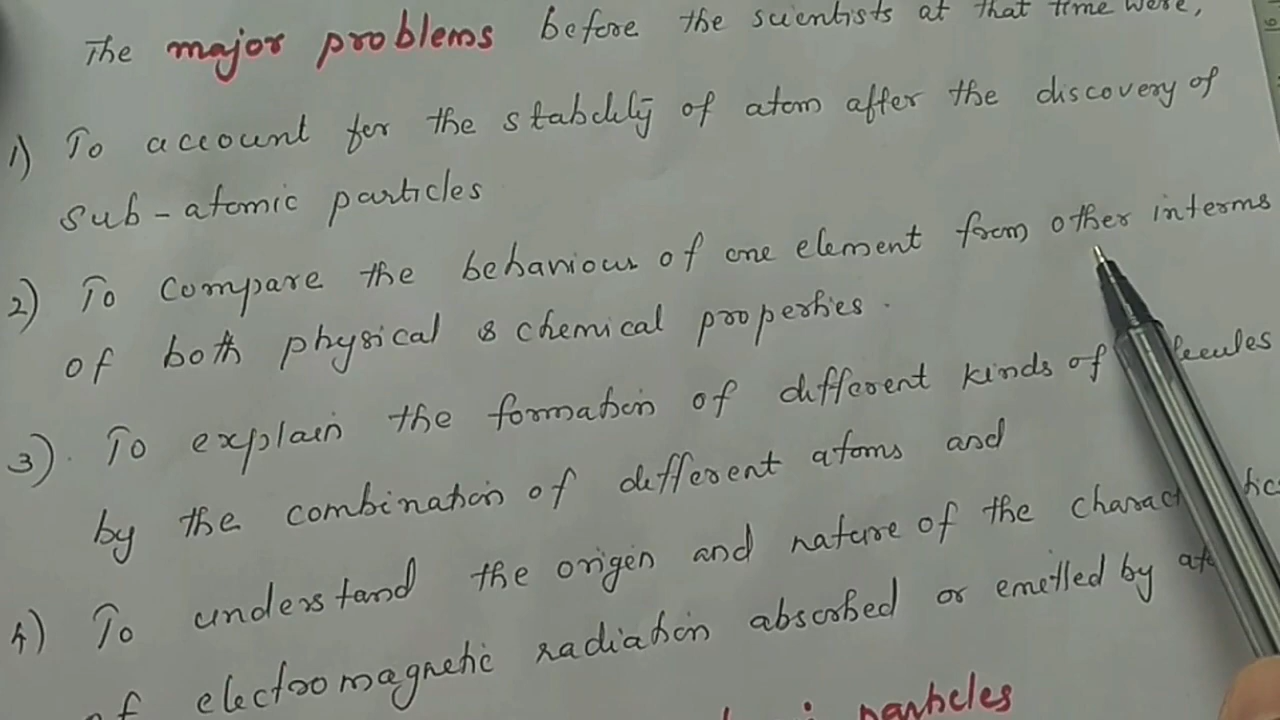 The major problems before the scientists at that time were,
1) To account for the stability of atom after the discovery of
sub-atomic particles
2) To compare the behaviour of one element from other interms
of both physical & chemical properties.
3). To explain the formation of different kinds of lecules
by the combination of different atoms and
4) To understand the origin and nature of the charact
of electromagnetic radiation absorbed or emitted by at
particles